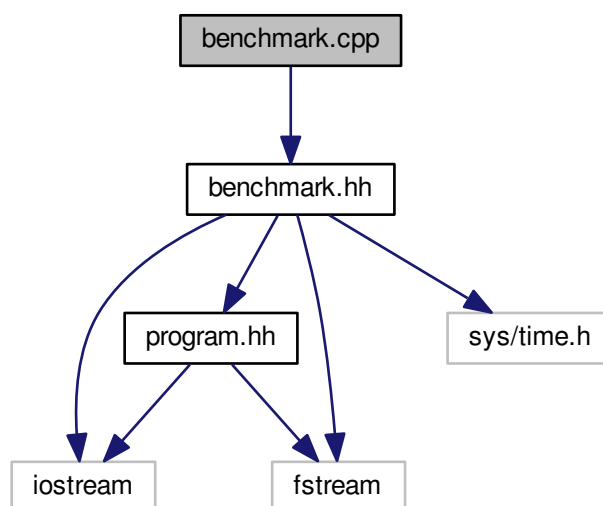 benchmark.cpp
benchmark.hh
program.hh
sys/time.h
iostream
fstream